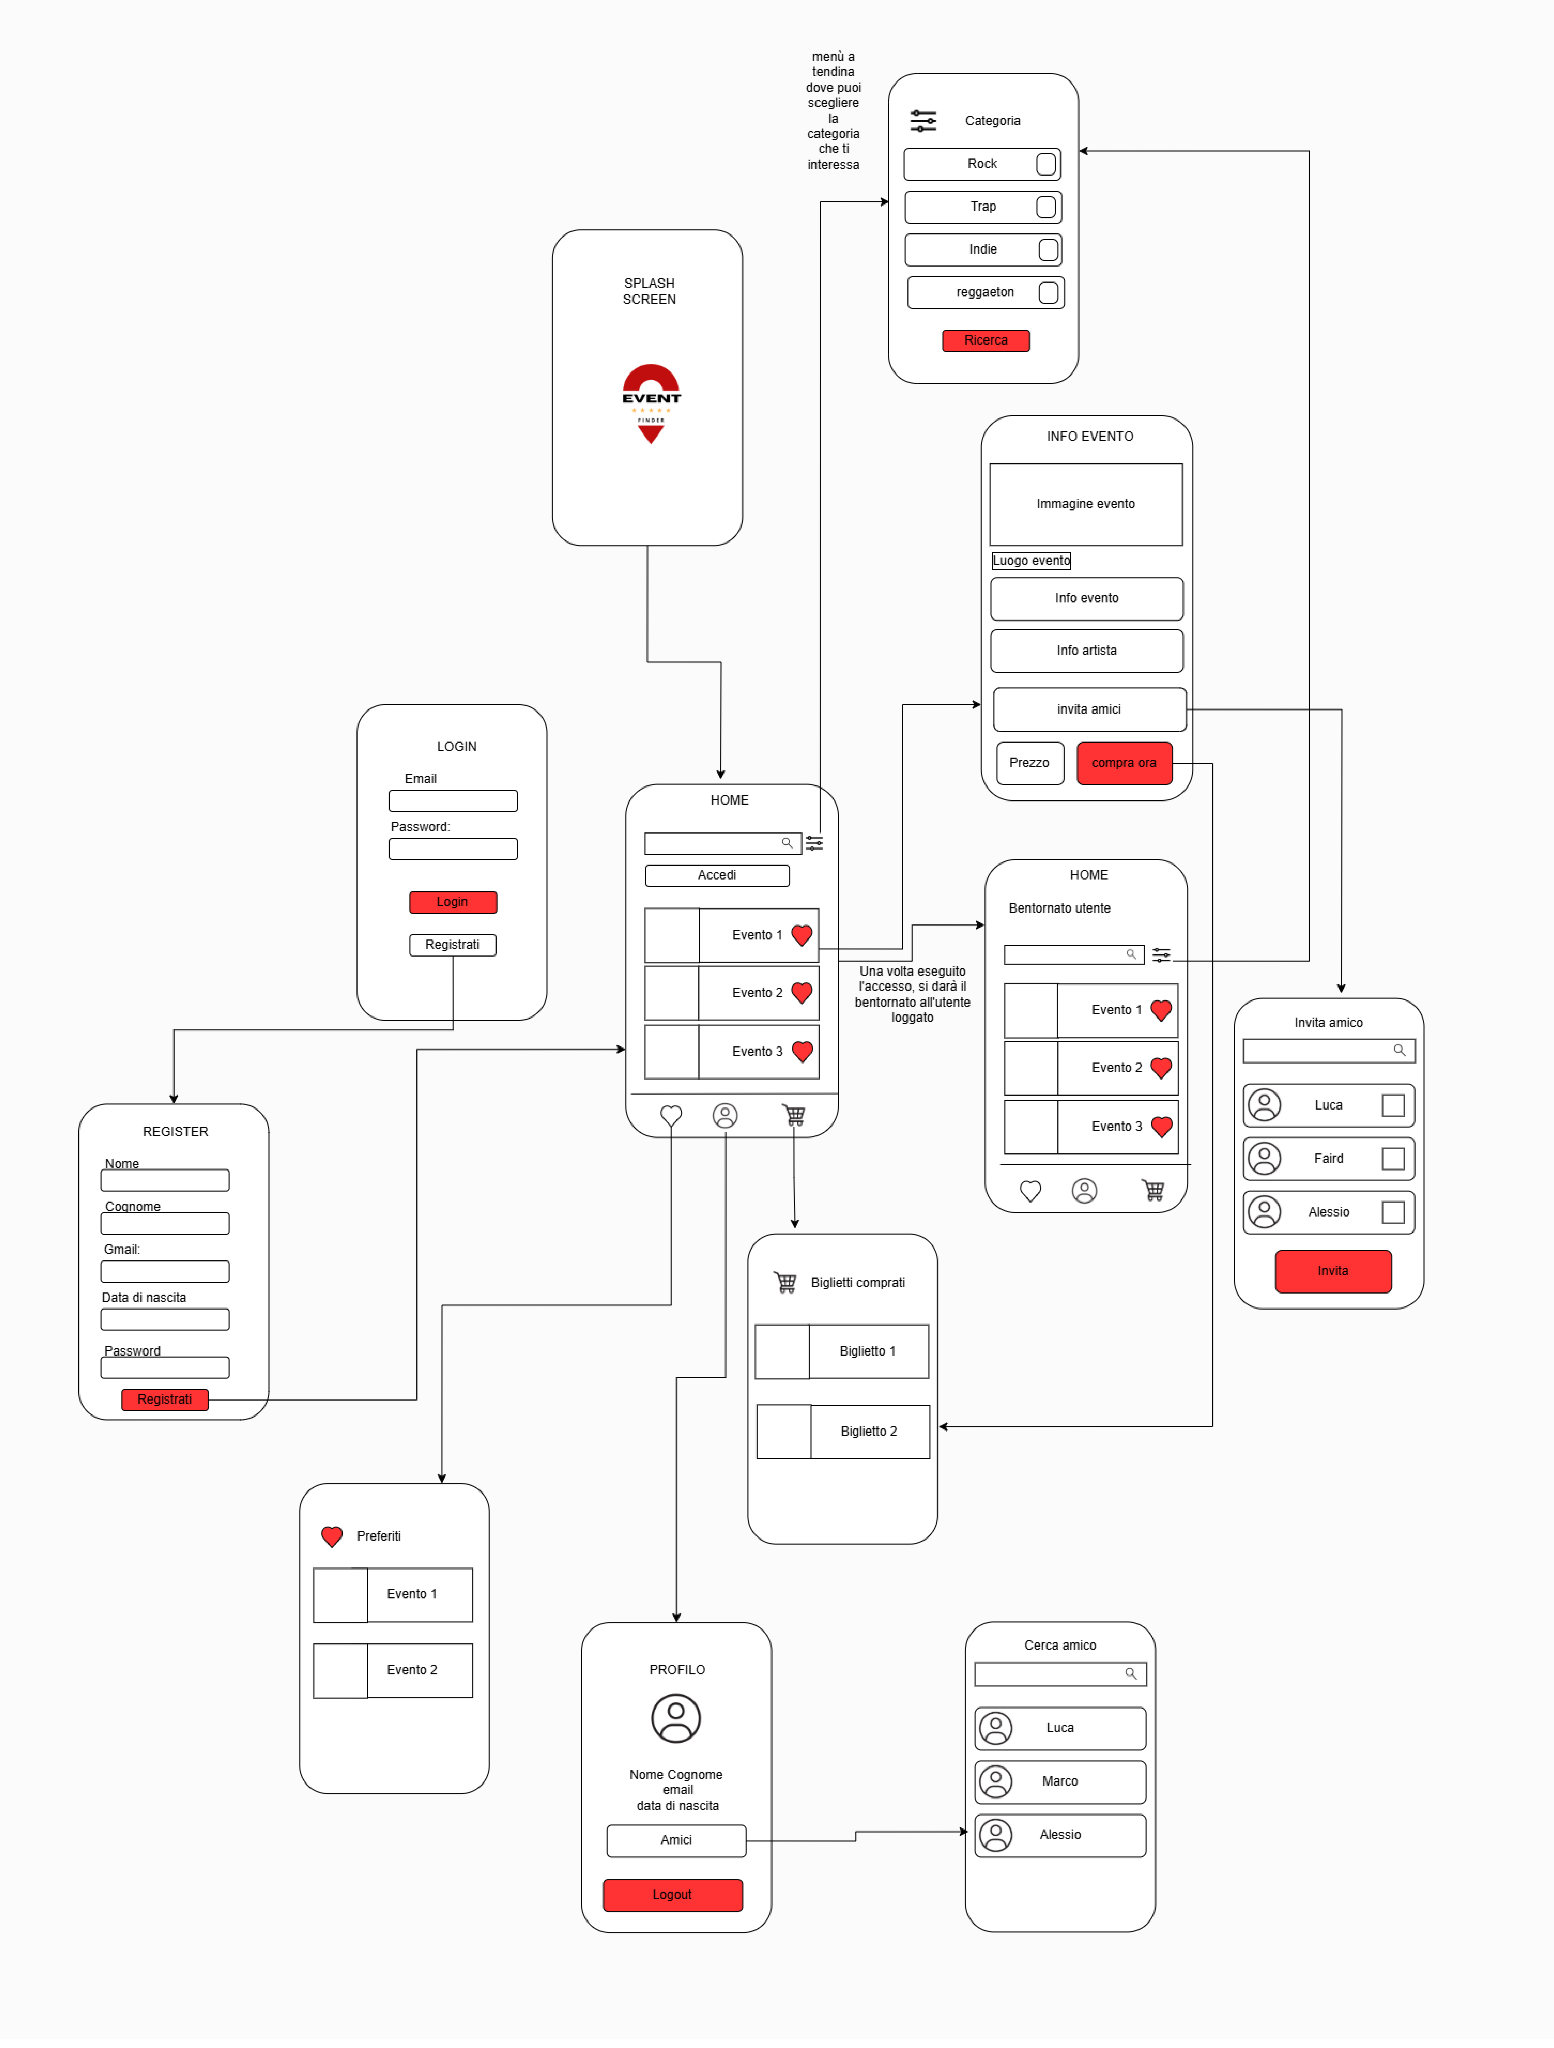 menù a
tendina
dove puoi
scegliere
la
categoria
che ti
interessa
Categoria
Rock
Trap
Indie
reggaeton
Ricerca
SPLASH
SCREEN
EVENT
FINDER
INFO EVENTO
Immagine evento
Luogo evento
Info evento
Info artista
invita amici
Prezzo
compra ora
LOGIN
Email
Password:
Login
Registrati
HOME
Accedi
Evento 1
Evento 2
Evento 3
Una volta eseguito
l'accesso, si darà il
bentornato all'utente
loggato
HOME
Bentornato utente
Evento 1
Evento 2
Evento 3
Invita amico
Luca
Faird
Alessio
Invita
REGISTER
Nome
Cognome
Gmail:
Data di nascita
Password
Registrati
Biglietti comprati
Biglietto 1
Biglietto 2
Preferiti
Evento 1
Evento 2
PROFILO
Nome Cognome
email
data di nascita
Amici
Logout
Cerca amico
Luca
Marco
Alessio